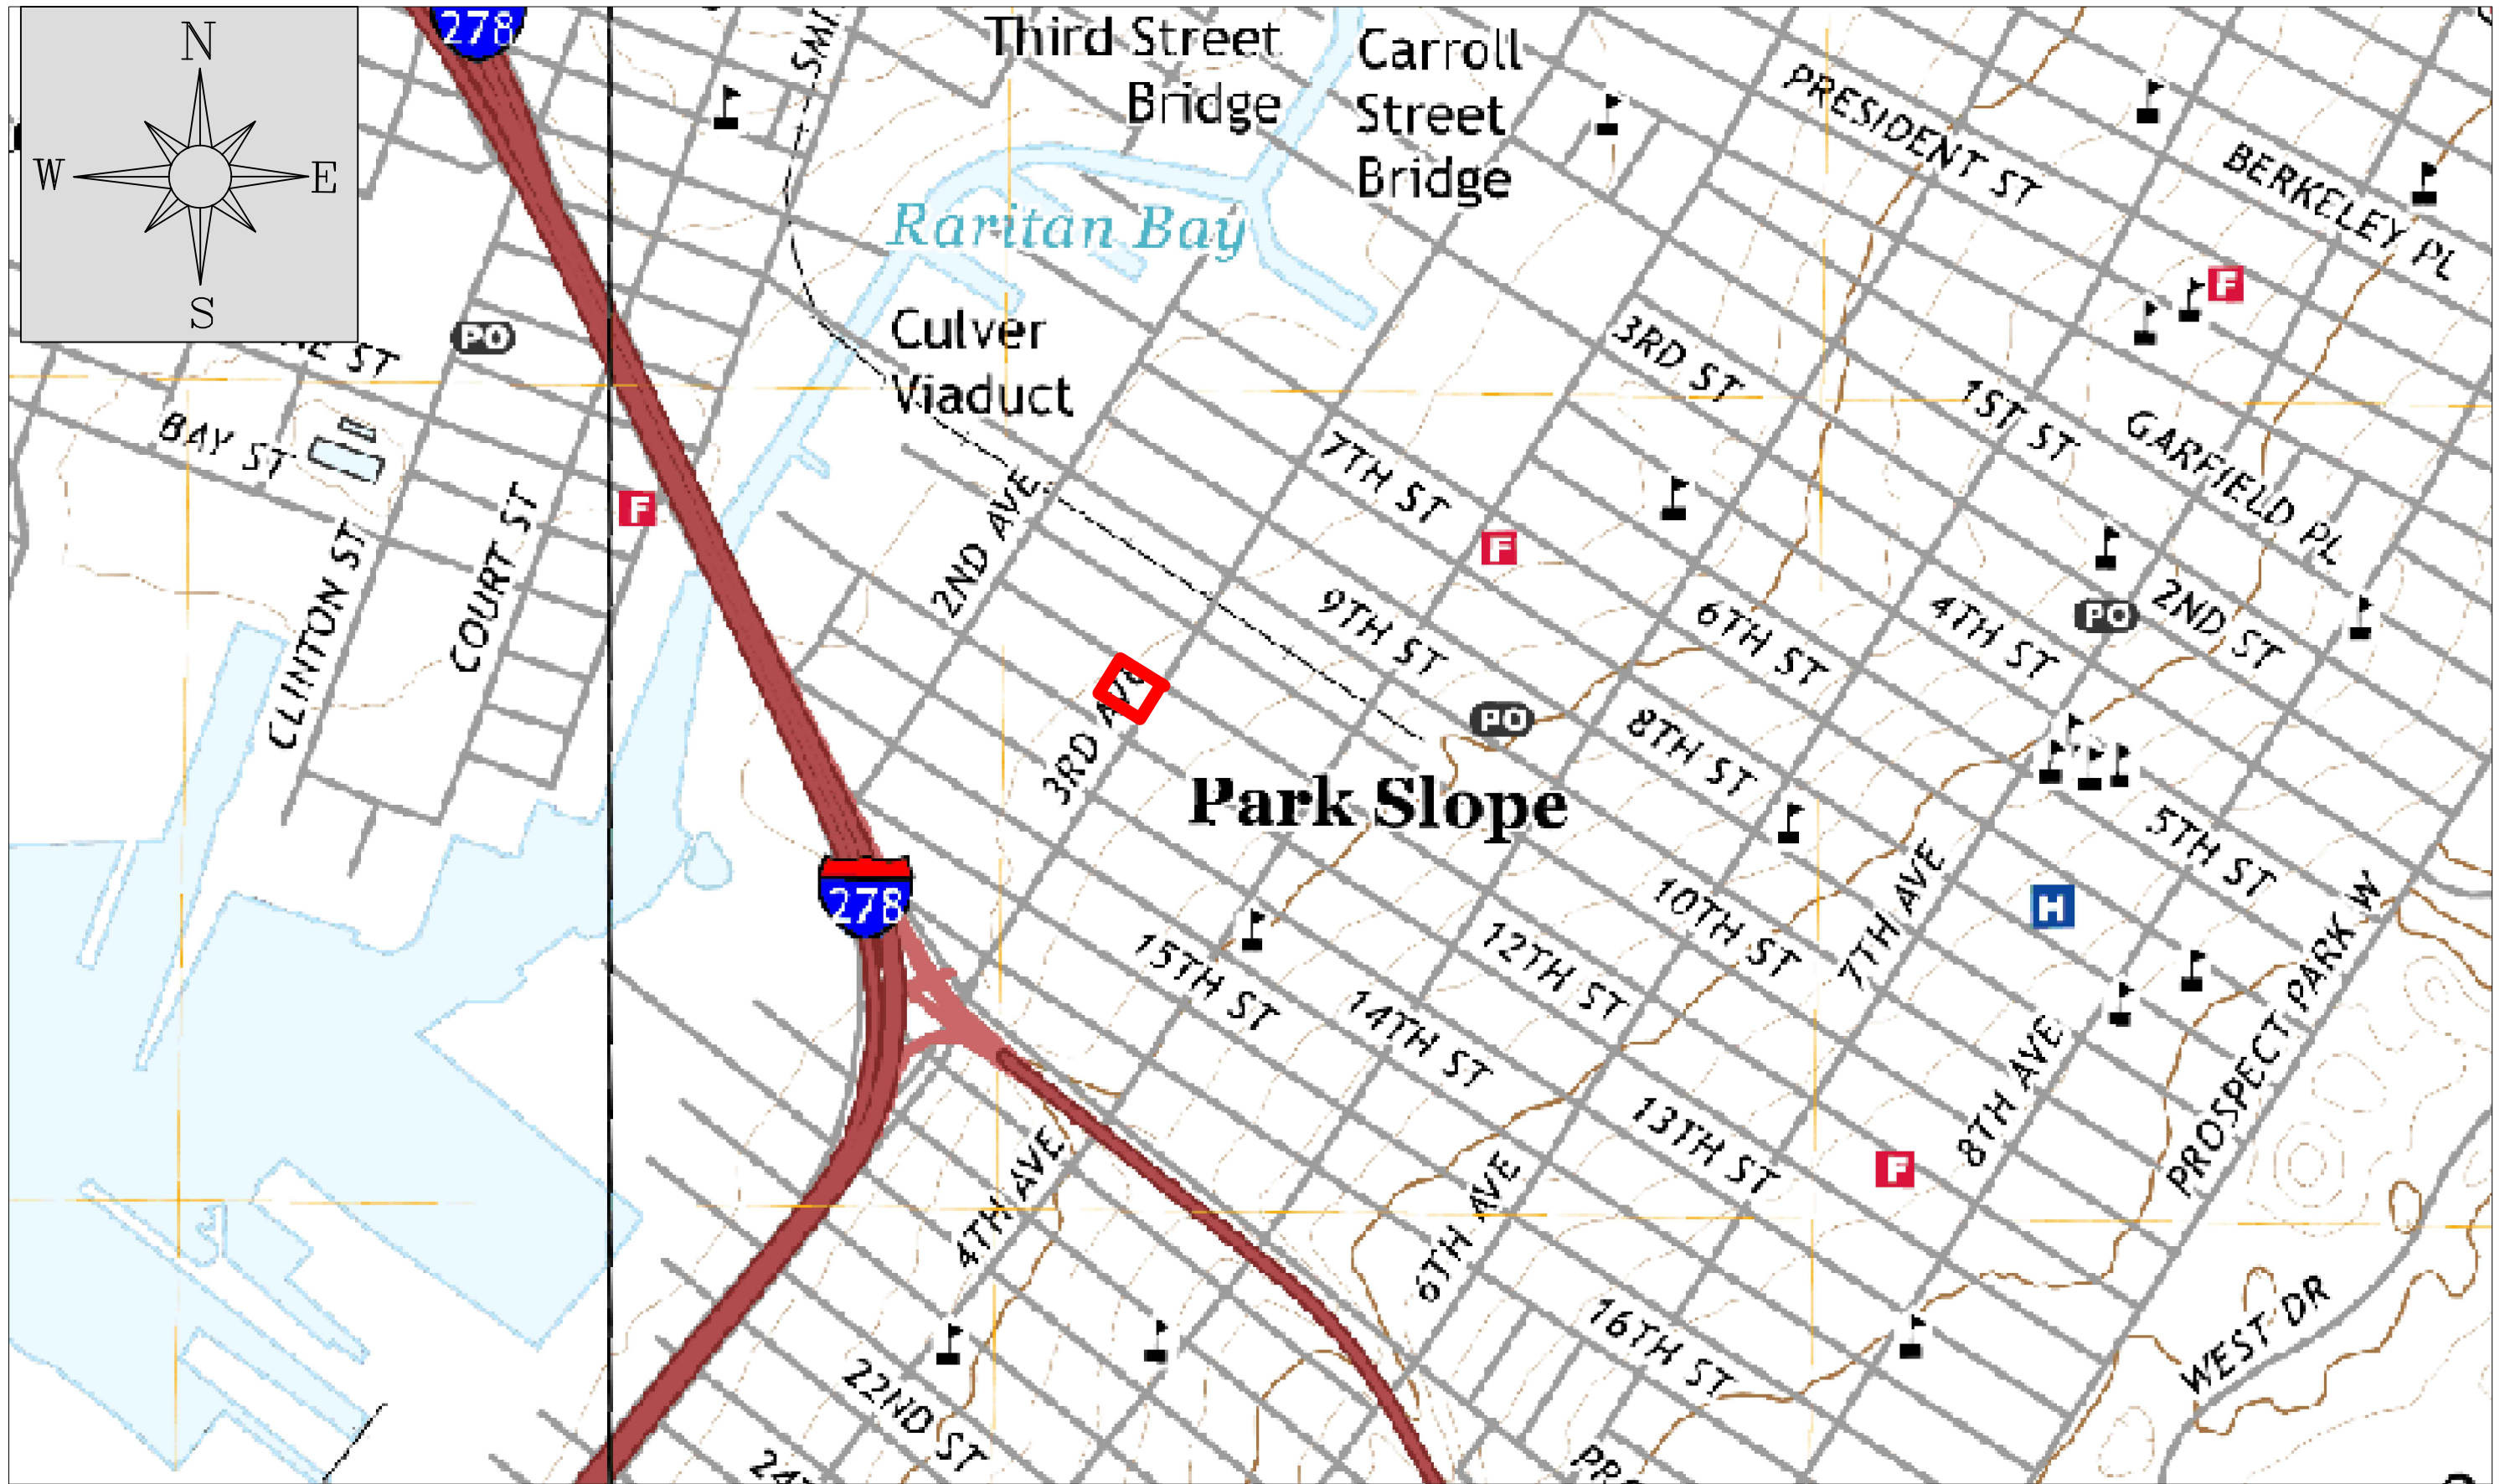 278
N
W E
S
Third Street
Bridge
Carroll
Street
Bridge
PRESIDENT ST
BERKELEY PL
Raritan Bay
F
Culver
Viaduct
PO
ST
BAY ST
3RD ST
1ST ST
GARFIELD PL
7TH ST
F
CLINTON ST
COURT ST
2ND AVE
F
9TH ST
6TH ST
4TH ST
PO
2ND ST
3RD AVE
PO
8TH ST
Park Slope
5TH ST
278
7TH AVE
10TH ST
H
PROSPECT PARK W
12TH ST
15TH ST
14TH ST
8TH AVE
13TH ST
4TH AVE
6TH AVE
F
16TH ST
WEST DR
22ND ST